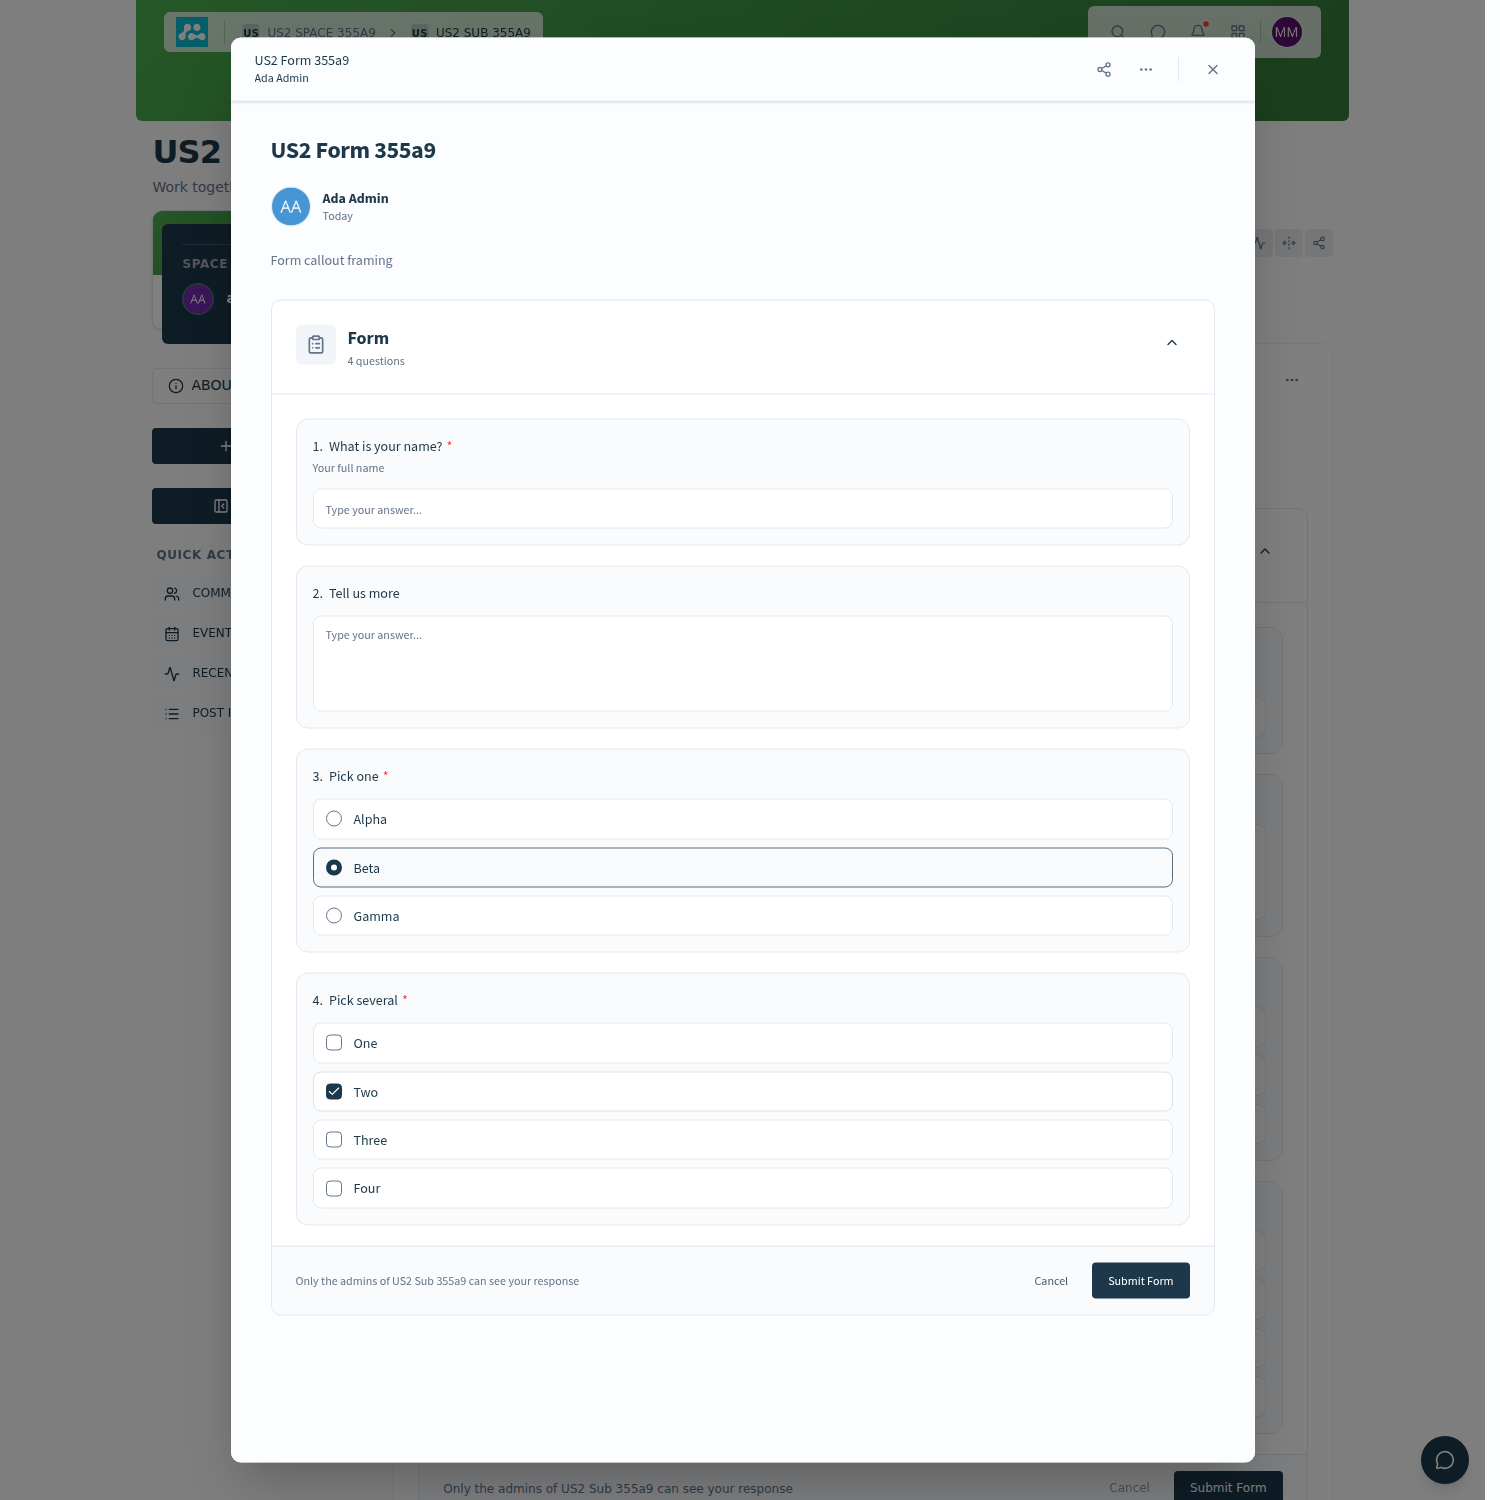 US US2 SPACE 355A9 > US US2 SUB 355A9
MM
US2 Form 355a9
Ada Admin
US2
Work toget
SPACE
AA
ABOU
QUICK ACT
COMM
EVENT
RECEN
POST
US2 Form 355a9
AA
Ada Admin
Today
Form callout framing
Form
4 questions
1. What is your name? *
Your full name
Type your answer...
2. Tell us more
Type your answer...
3. Pick one *
Alpha
Beta
Gamma
4. Pick several *
One
Two
Three
Four
Only the admins of US2 Sub 355a9 can see your response
Cancel
Submit Form
Only the admins of US2 Sub 355a9 can see your response
Cancel
Submit Form